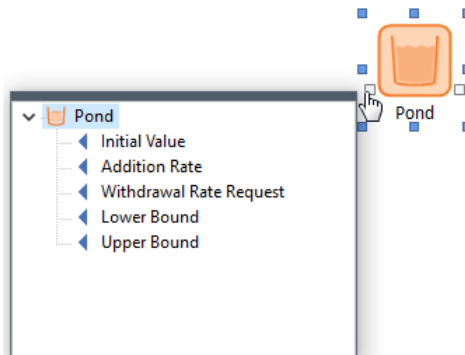 Pond
Pond
Initial Value
Addition Rate
Withdrawal Rate Request
Lower Bound
Upper Bound